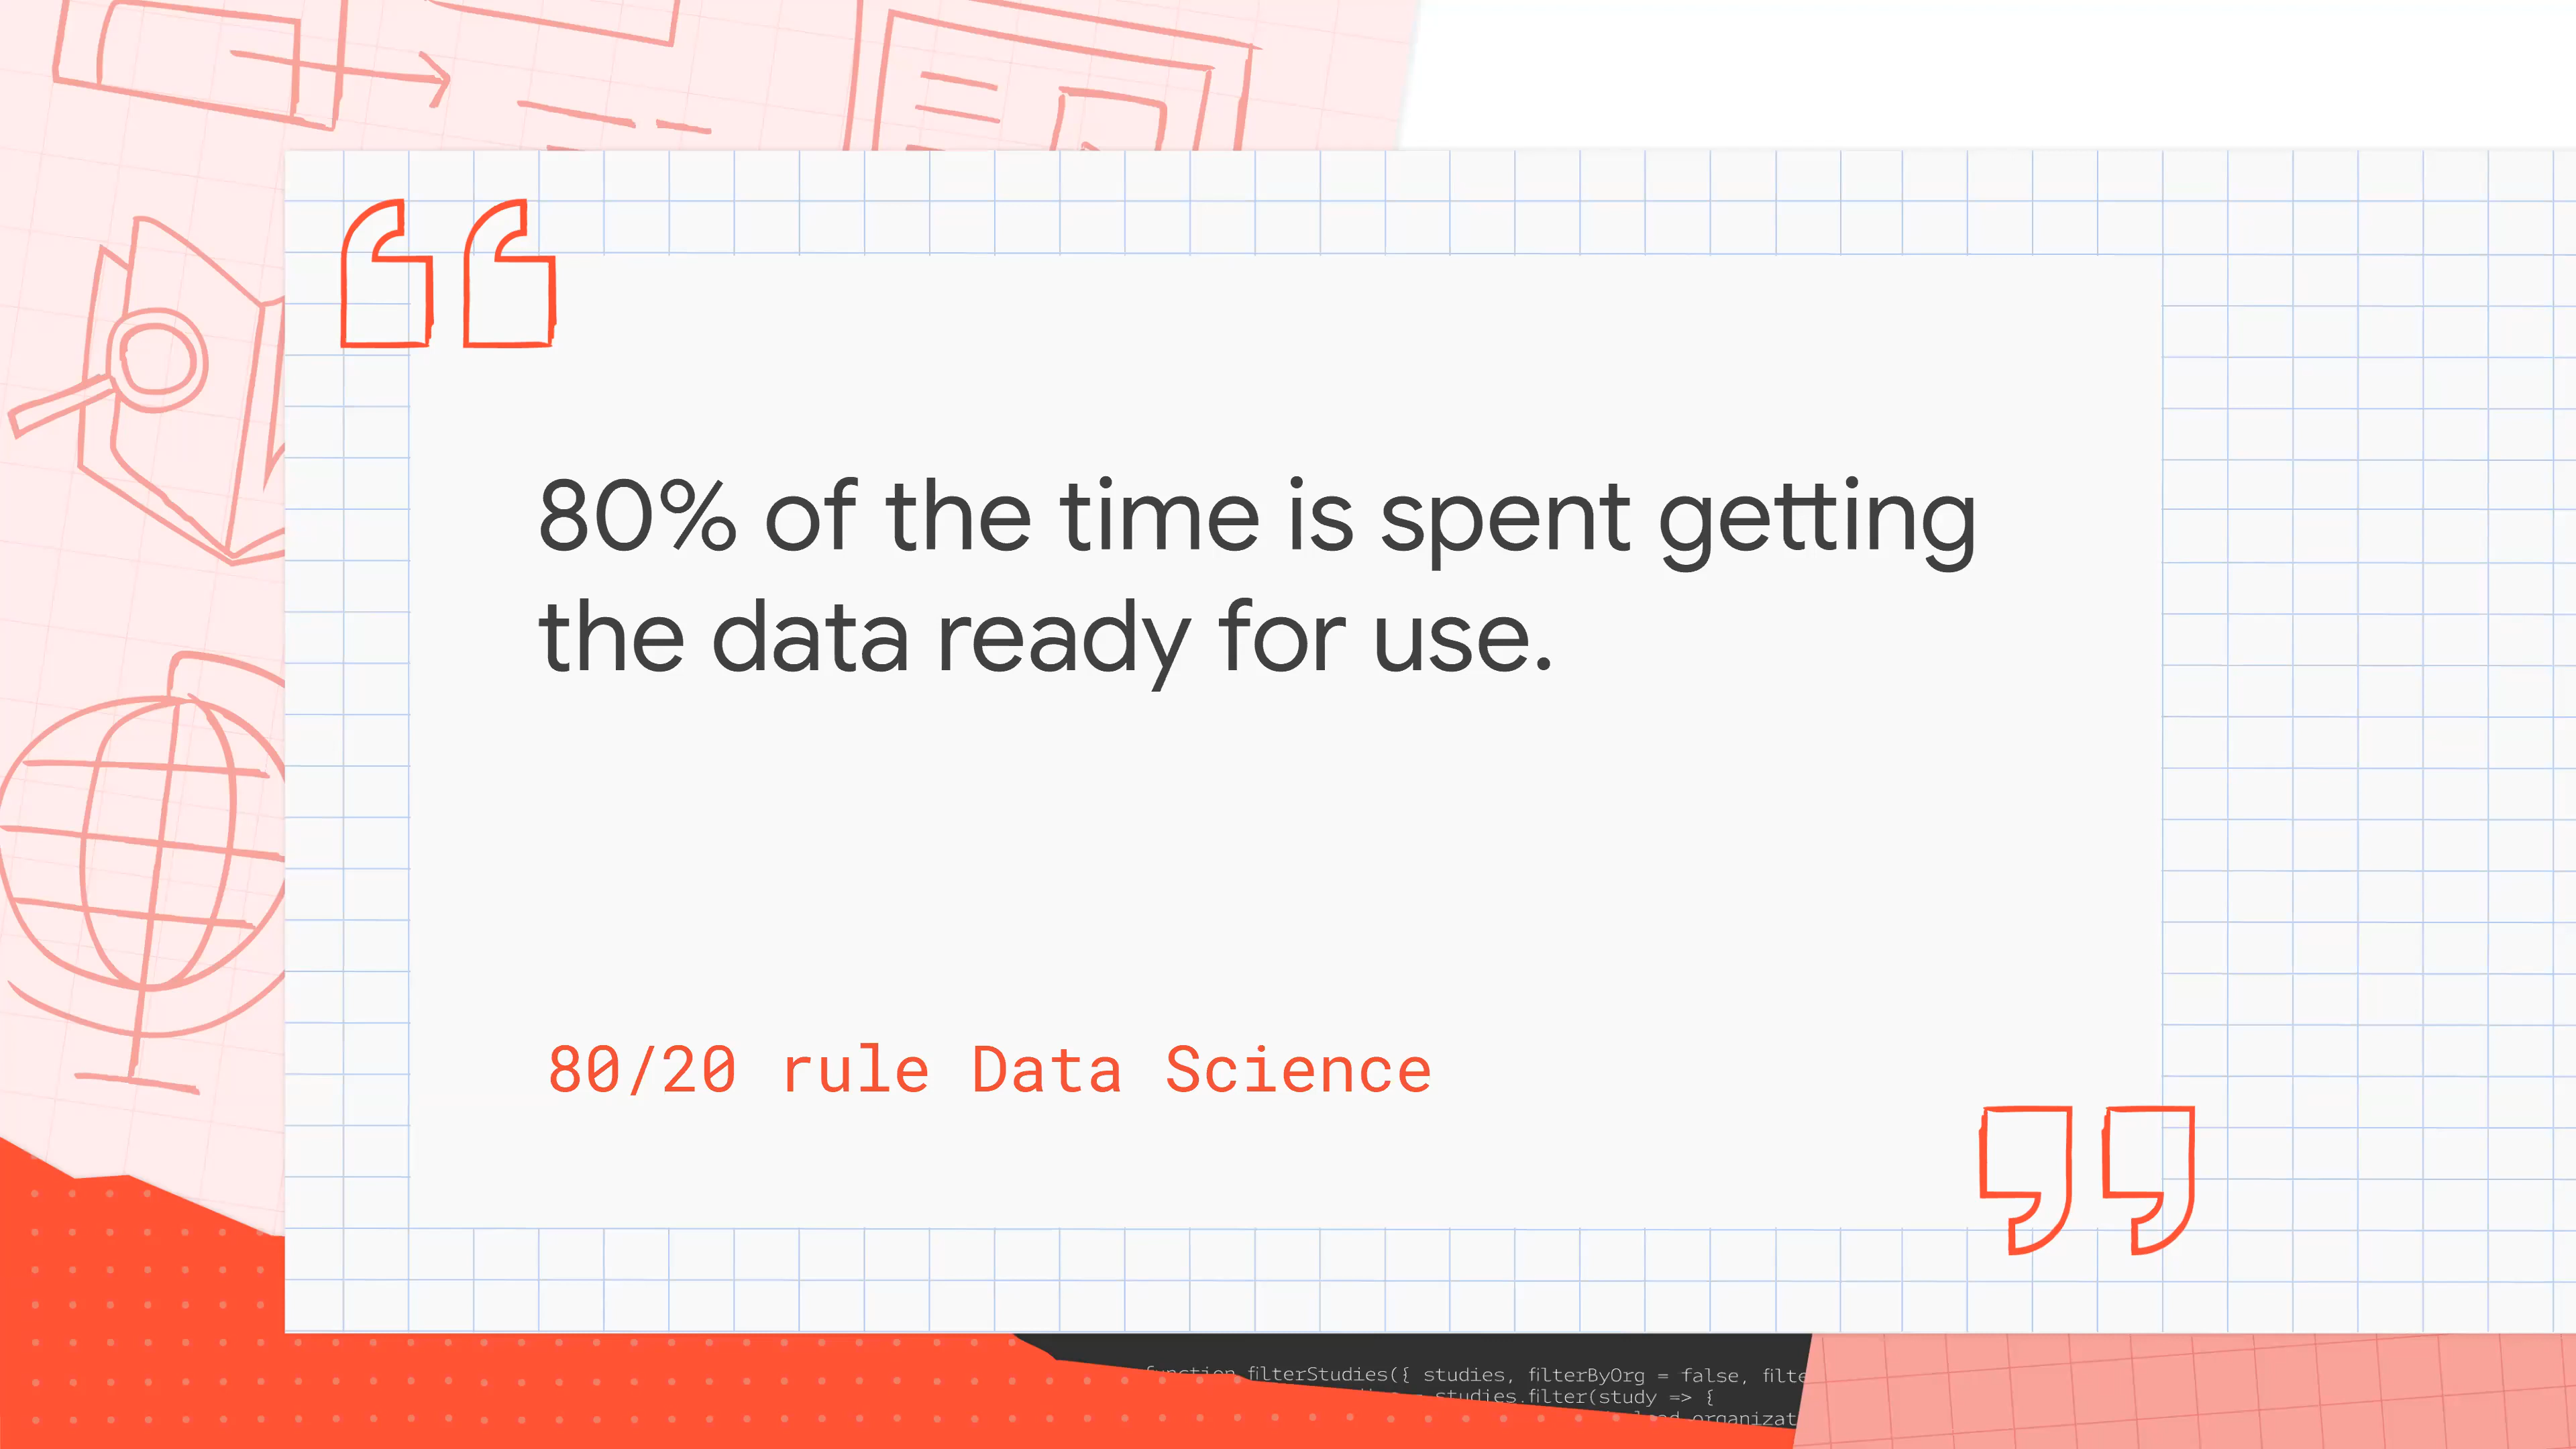 80% of the time is spent getting
the data ready for use.
80/20 rule Data Science
filterStudies({ studies, filterByOrg = false,
studies.filter(study => {